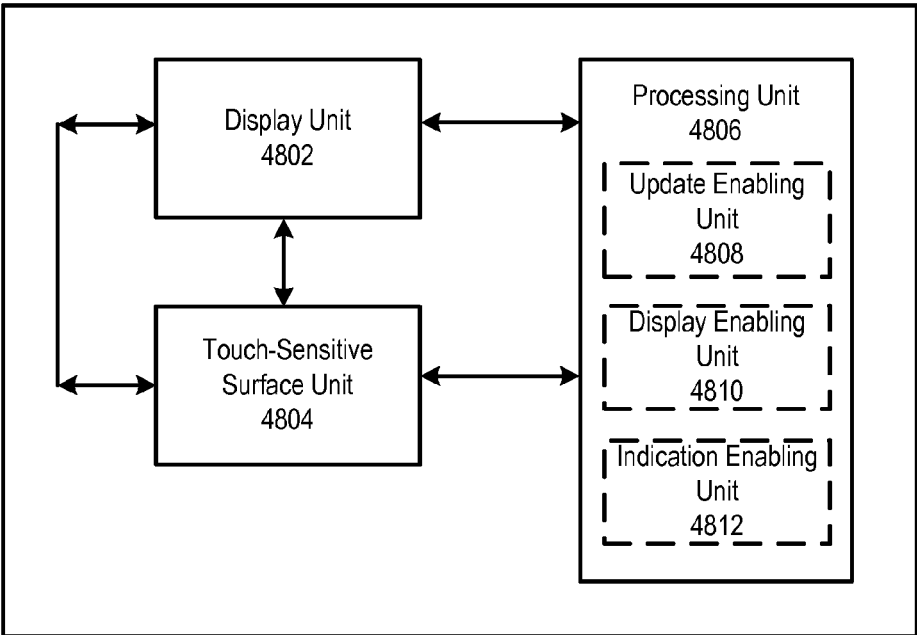 Display Unit
4802
Touch-Sensitive
Surface Unit
4804
Processing Unit
4806
Update Enabling
Unit
4808
Display Enabling
Unit
4810
Indication Enabling
Unit
4812